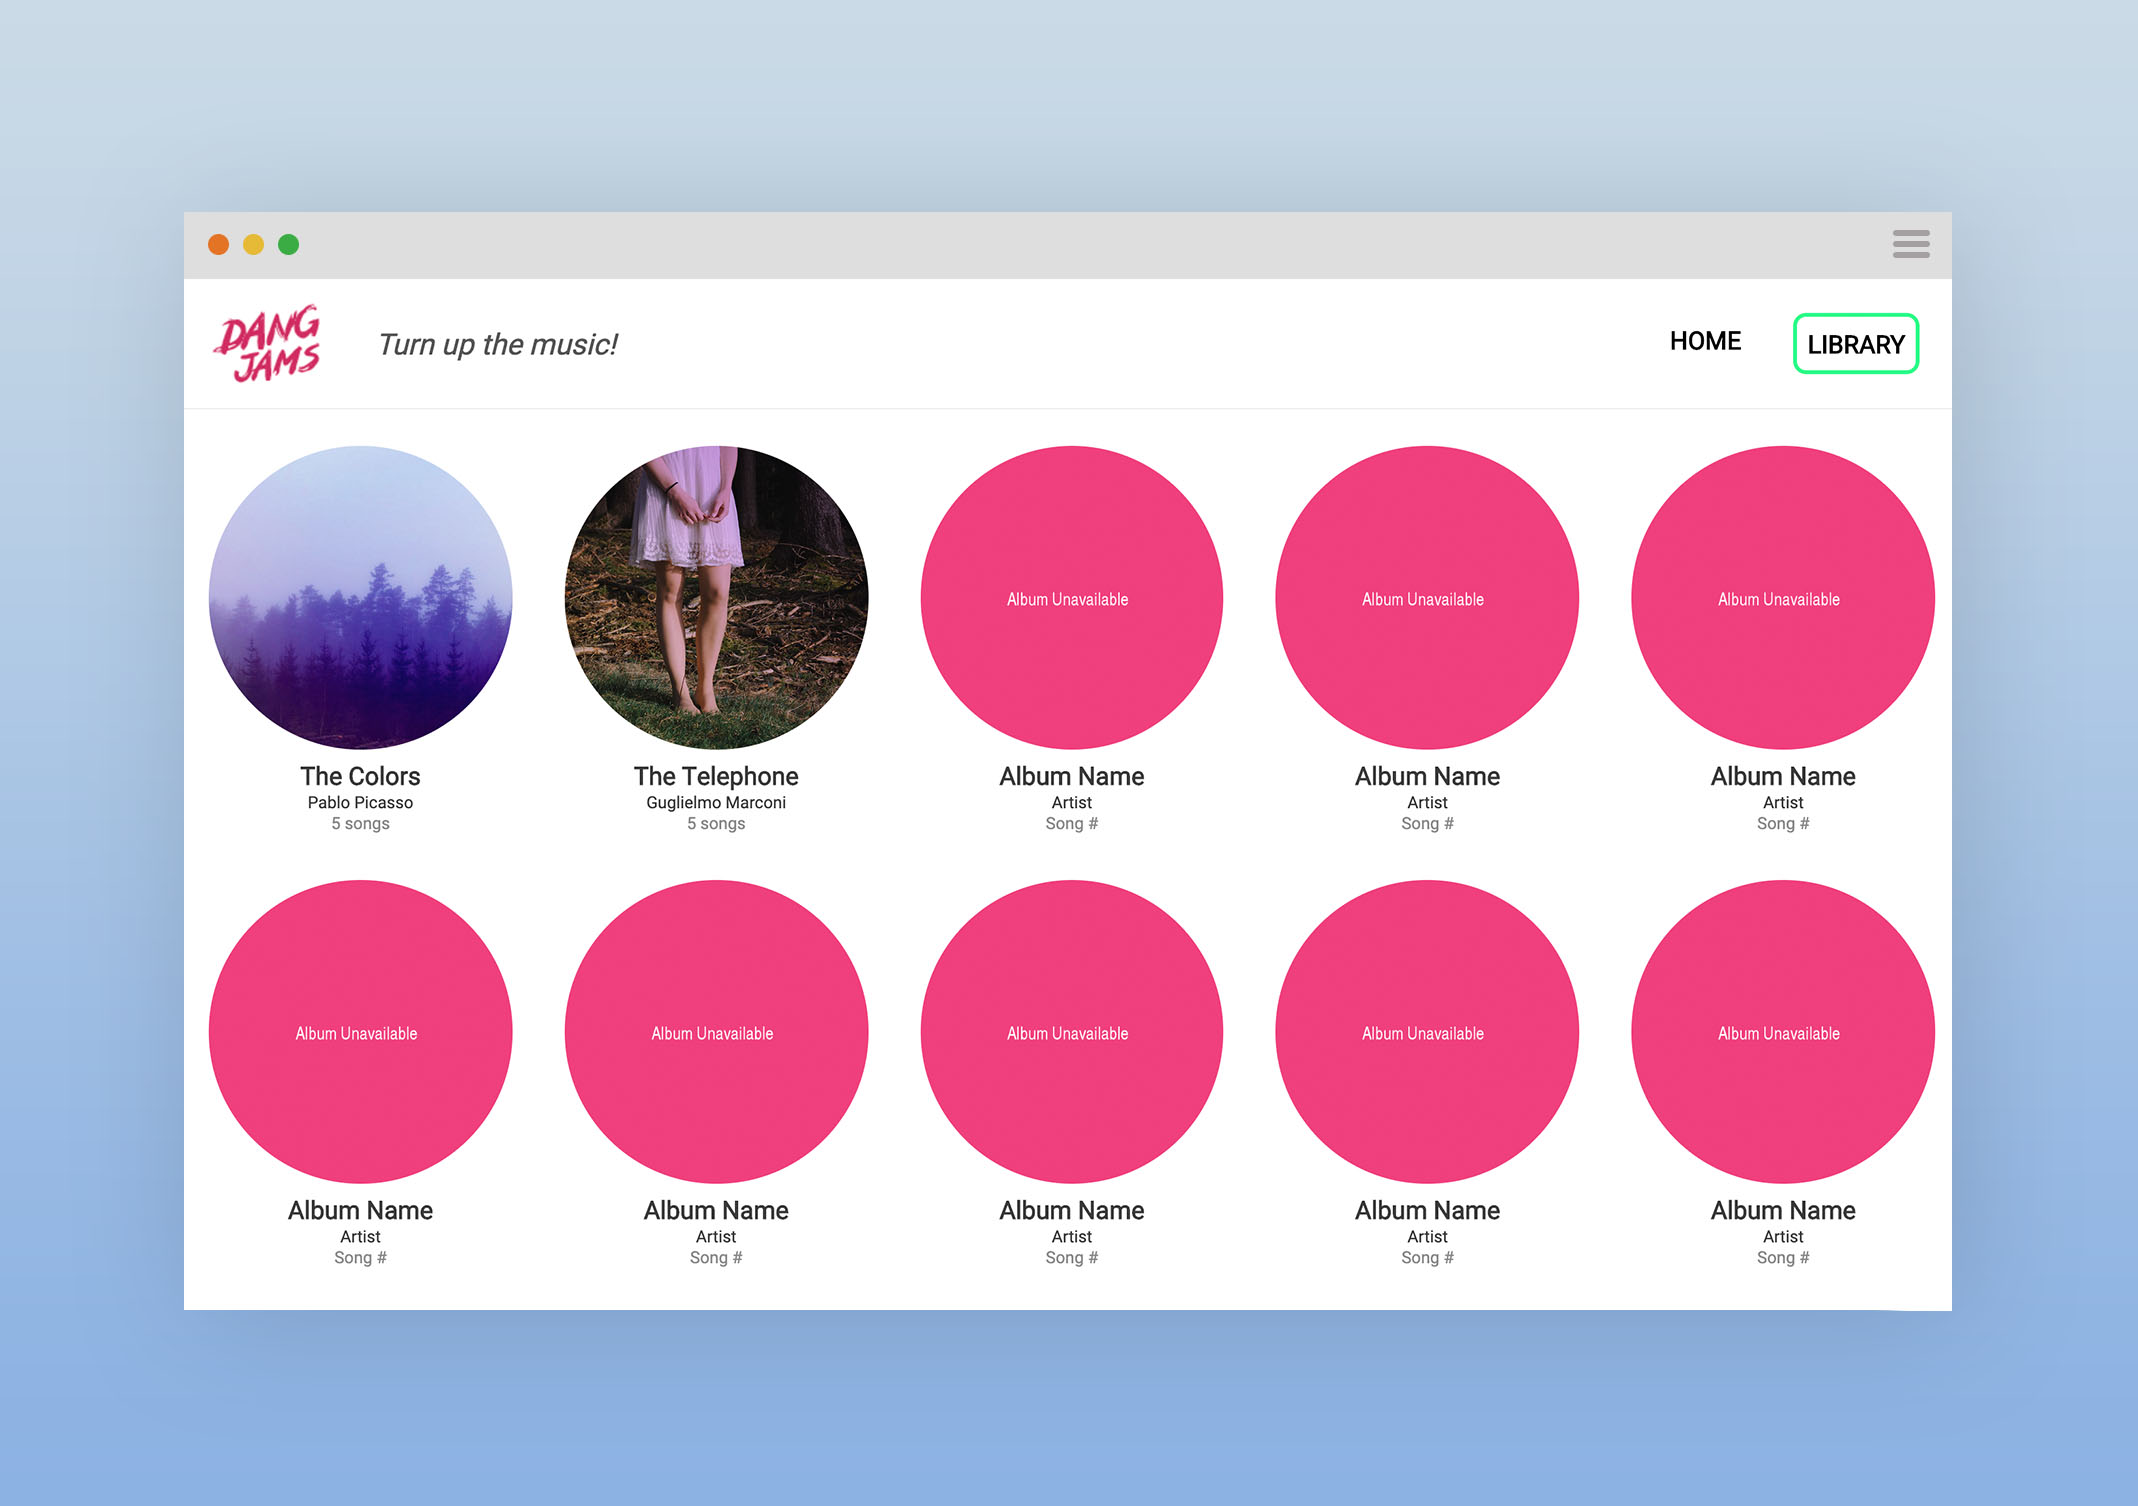 DANG
JAMS
Turn up the music!
HOME
LIBRARY
Album Unavailable
Album Unavailable
Album Unavailable
The Colors
Pablo Picasso
5 songs
The Telephone
Guglielmo Marconi
5 songs
Album Name
Artist
Song #
Album Name
Artist
Song #
Album Name
Artist
Song #
Album Unavailable
Album Unavailable
Album Unavailable
Album Unavailable
Album Unavailable
Album Name
Artist
Song #
Album Name
Artist
Song #
Album Name
Artist
Song #
Album Name
Artist
Song #
Album Name
Artist
Song #